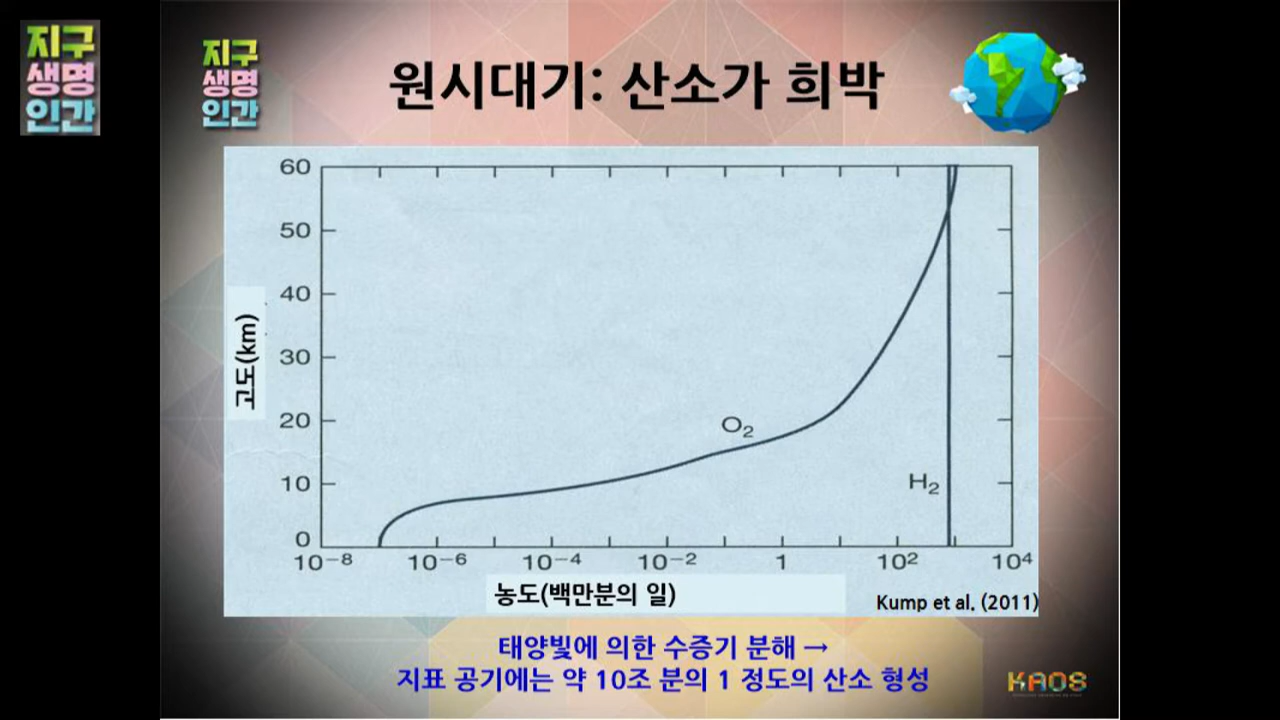 지구
생명
인간
지구
생명
인간
원시대기: 산소가 희박
60
50
40
30
20
10
0
고도(km)
O₂
H₂
10⁻⁸ 10⁻⁶ 10⁻⁴ 10⁻² 1 10² 10⁴
농도(백만분의 일)
Kump et al. (2011)
태양빛에 의한 수증기 분해 →
지표 공기에는 약 10조 분의 1 정도의 산소 형성
KAOS